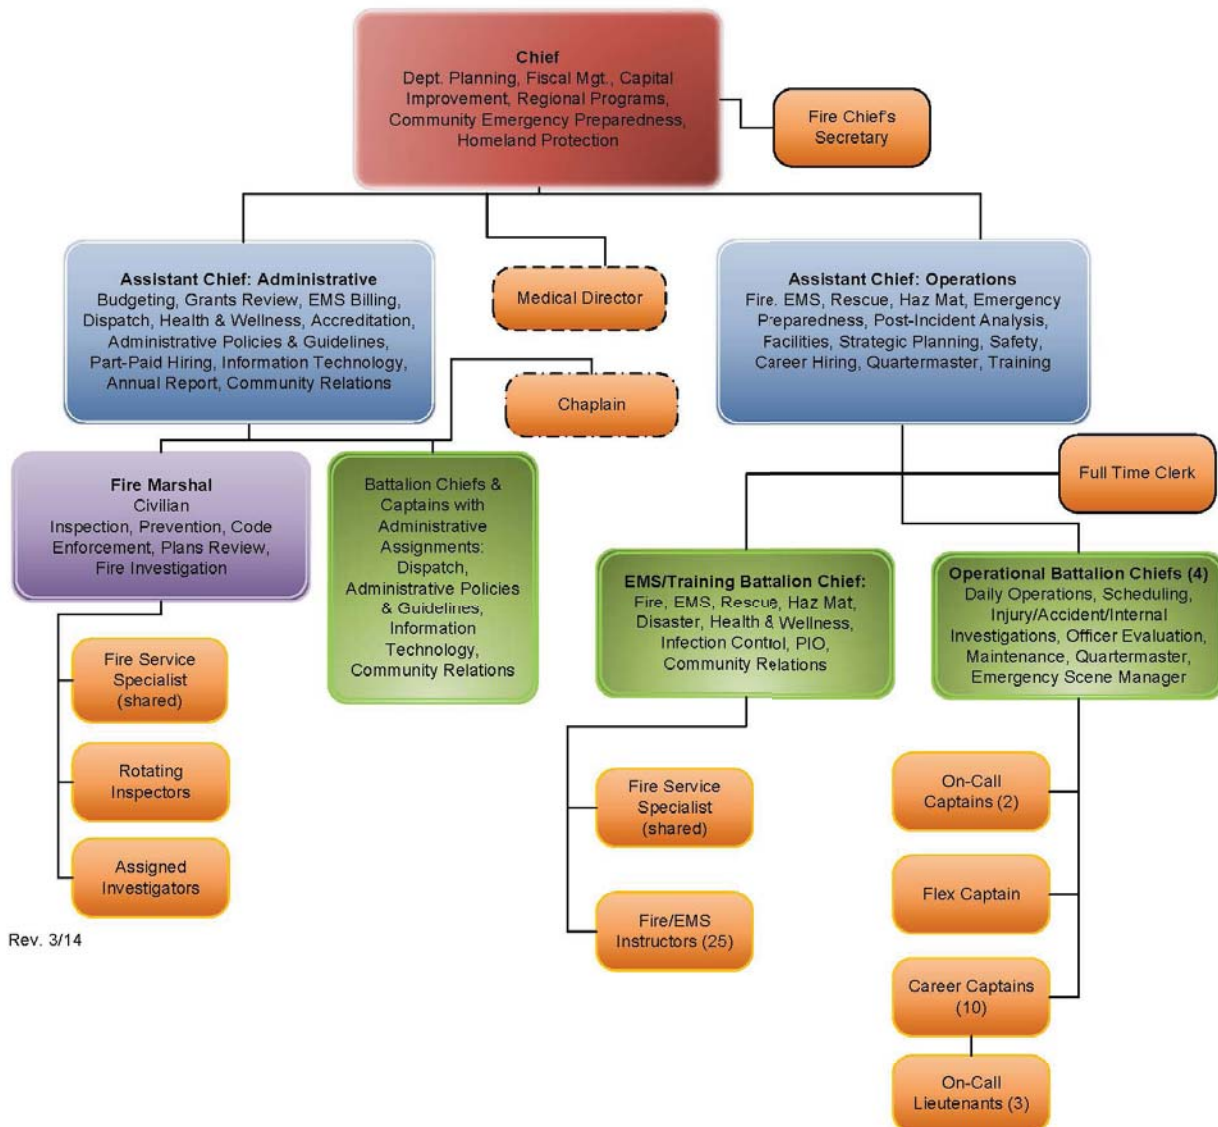 Chief
Dept. Planning, Fiscal Mgt., Capital
Improvement, Regional Programs,
Community Emergency Preparedness,
Homeland Protection
Fire Chief's
Secretary
Assistant Chief: Administrative
Budgeting, Grants Review, EMS Billing,
Dispatch, Health & Wellness, Accreditation,
Administrative Policies & Guidelines,
Part-Paid Hiring, Information Technology,
Annual Report, Community Relations
Medical Director
Assistant Chief: Operations
Fire, EMS, Rescue, Haz Mat, Emergency
Preparedness, Post-Incident Analysis,
Facilities, Strategic Planning, Safety,
Career Hiring, Quartermaster, Training
Chaplain
Fire Marshal
Civilian
Inspection, Prevention, Code
Enforcement, Plans Review,
Fire Investigation
Battalion Chiefs &
Captains with
Administrative
Assignments:
Dispatch,
Administrative Policies
& Guidelines,
Information
Technology,
Community Relations
Full Time Clerk
EMS/Training Battalion Chief:
Fire, EMS, Rescue, Haz Mat,
Disaster, Health & Wellness,
Infection Control, PIO,
Community Relations
Operational Battalion Chiefs (4)
Daily Operations, Scheduling,
Injury/Accident/Internal
Investigations, Officer Evaluation,
Maintenance, Quartermaster,
Emergency Scene Manager
Fire Service
Specialist
(shared)
Rotating
Inspectors
Assigned
Investigators
Fire Service
Specialist
(shared)
Fire/EMS
Instructors (25)
On-Call
Captains (2)
Flex Captain
Career Captains
(10)
On-Call
Lieutenants (3)
Rev. 3/14